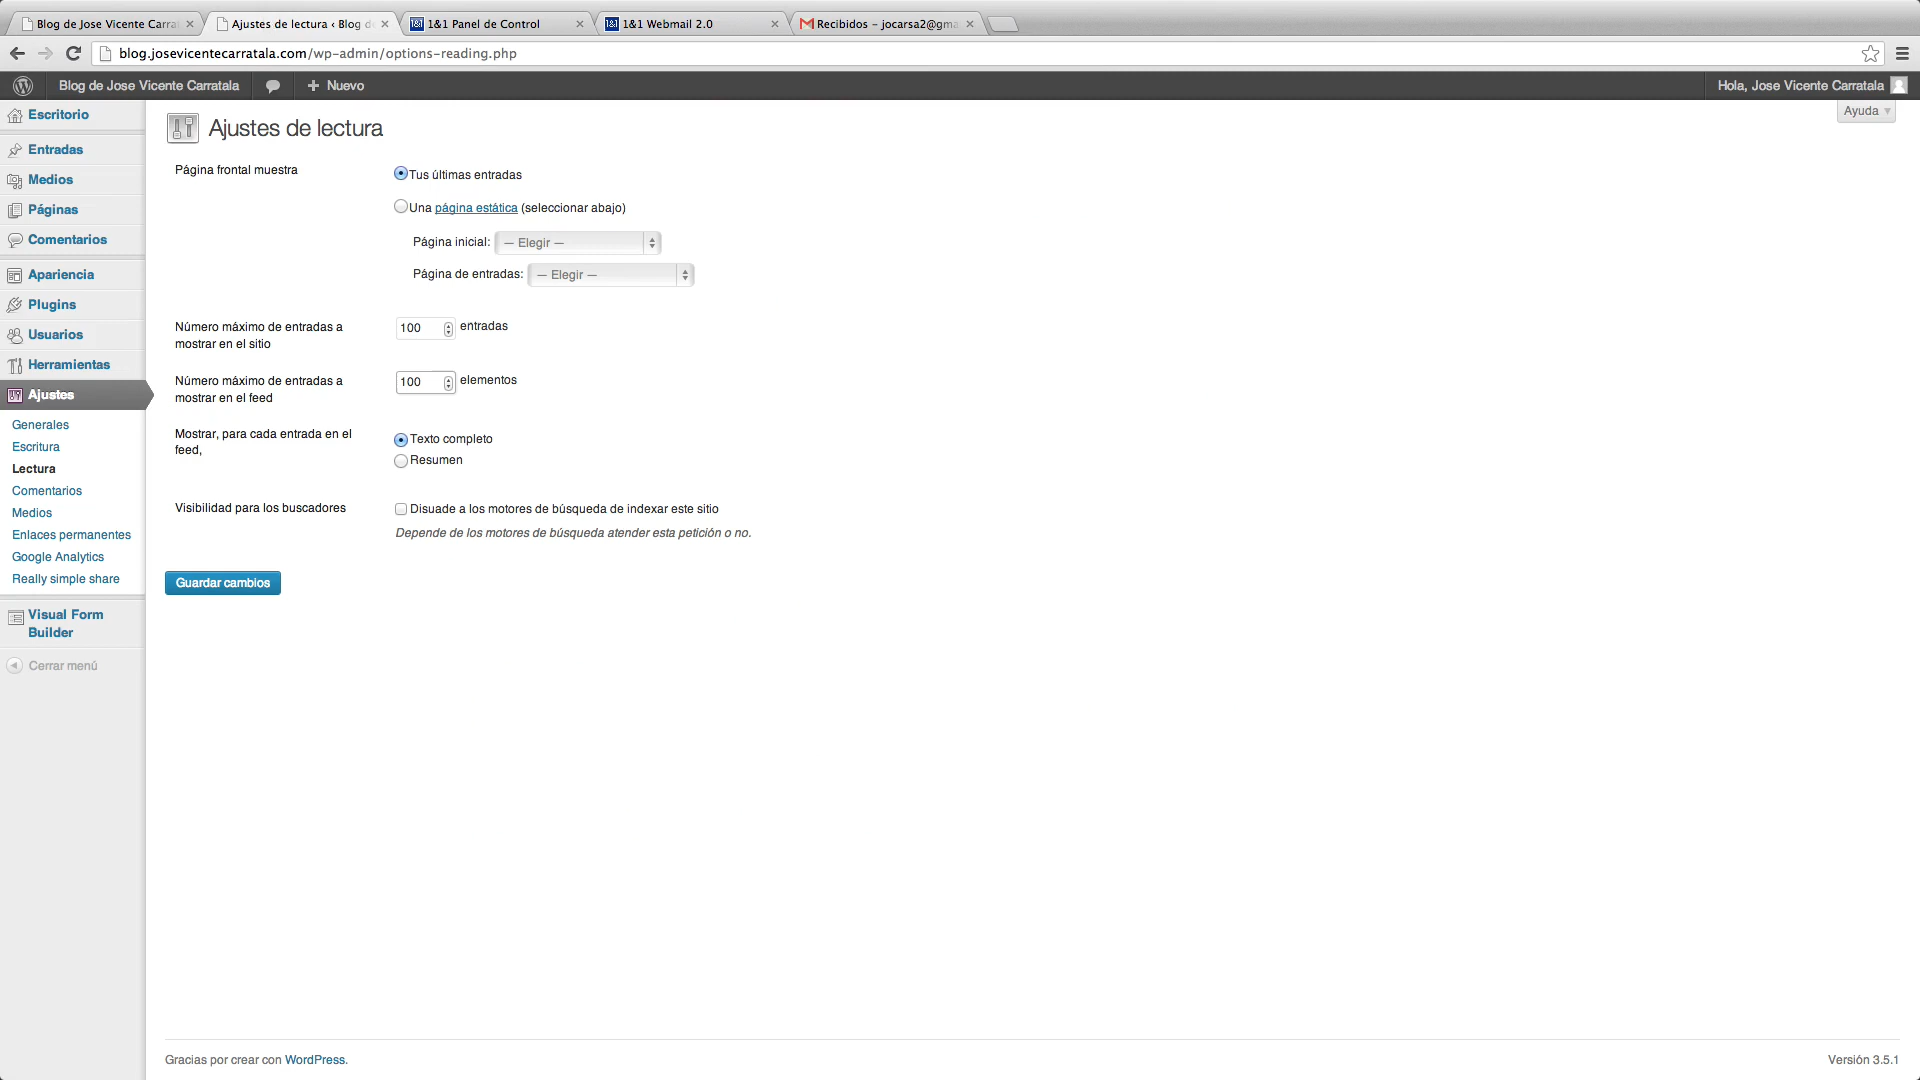 Blog de Jose Vicente Carrata
Ajustes de lectura ‹ Blog de
1&1 Panel de Control
1&1 Webmail 2.0
Recibidos – jocarsa2@gma
blog.josevicentecarratala.com/wp-admin/options-reading.php
Blog de Jose Vicente Carratala
Nuevo
Hola, Jose Vicente Carratala
Ayuda
Escritorio
Entradas
Medios
Páginas
Comentarios
Apariencia
Plugins
Usuarios
Herramientas
Ajustes
Generales
Escritura
Lectura
Comentarios
Medios
Enlaces permanentes
Google Analytics
Really simple share
Visual Form
Builder
Cerrar menú
Ajustes de lectura
Página frontal muestra
Tus últimas entradas
Una página estática (seleccionar abajo)
Página inicial: — Elegir —
Página de entradas: — Elegir —
Número máximo de entradas a
mostrar en el sitio
100 entradas
Número máximo de entradas a
mostrar en el feed
100 elementos
Mostrar, para cada entrada en el
feed,
Texto completo
Resumen
Visibilidad para los buscadores
Disuade a los motores de búsqueda de indexar este sitio
Depende de los motores de búsqueda atender esta petición o no.
Guardar cambios
Gracias por crear con WordPress.
Versión 3.5.1